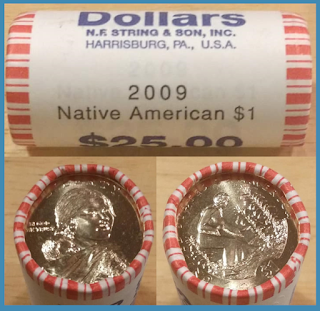 Dollars
N.F. STRING & SON, INC.
HARRISBURG, PA., U.S.A.
2009
Native American $1
$25.00